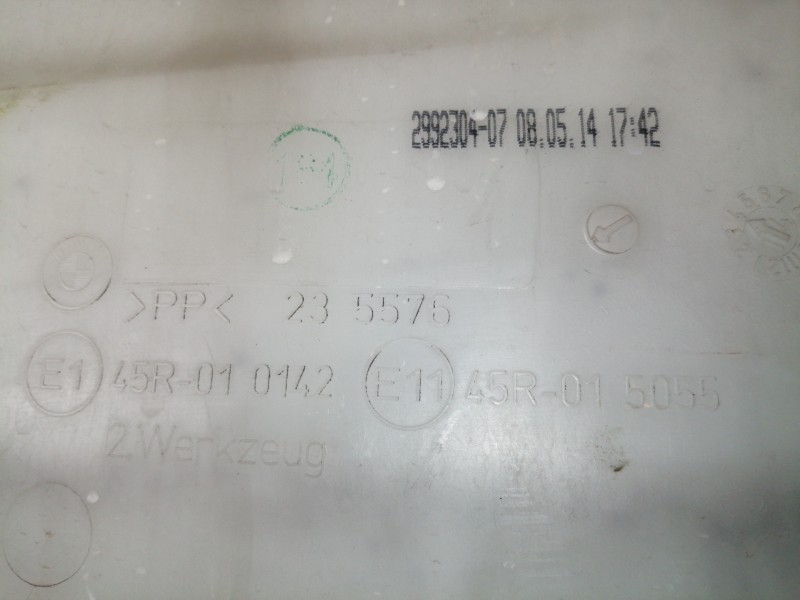 2992304-07 08.05.14 17:42
>PP< 23 5576
E1 45R-01 0142 E11 45R-01 5055
2.Werkzeug